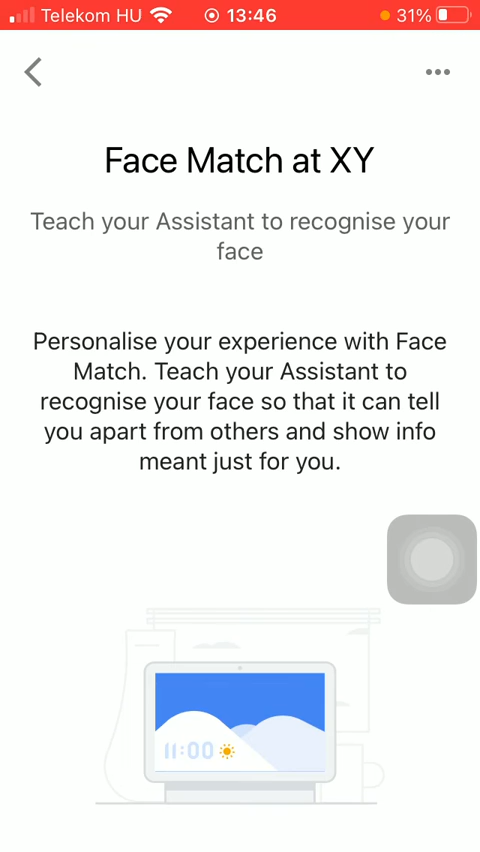 Telekom HU 13:46 31%
Face Match at XY
Teach your Assistant to recognise your
face
Personalise your experience with Face
Match. Teach your Assistant to
recognise your face so that it can tell
you apart from others and show info
meant just for you.
11:00